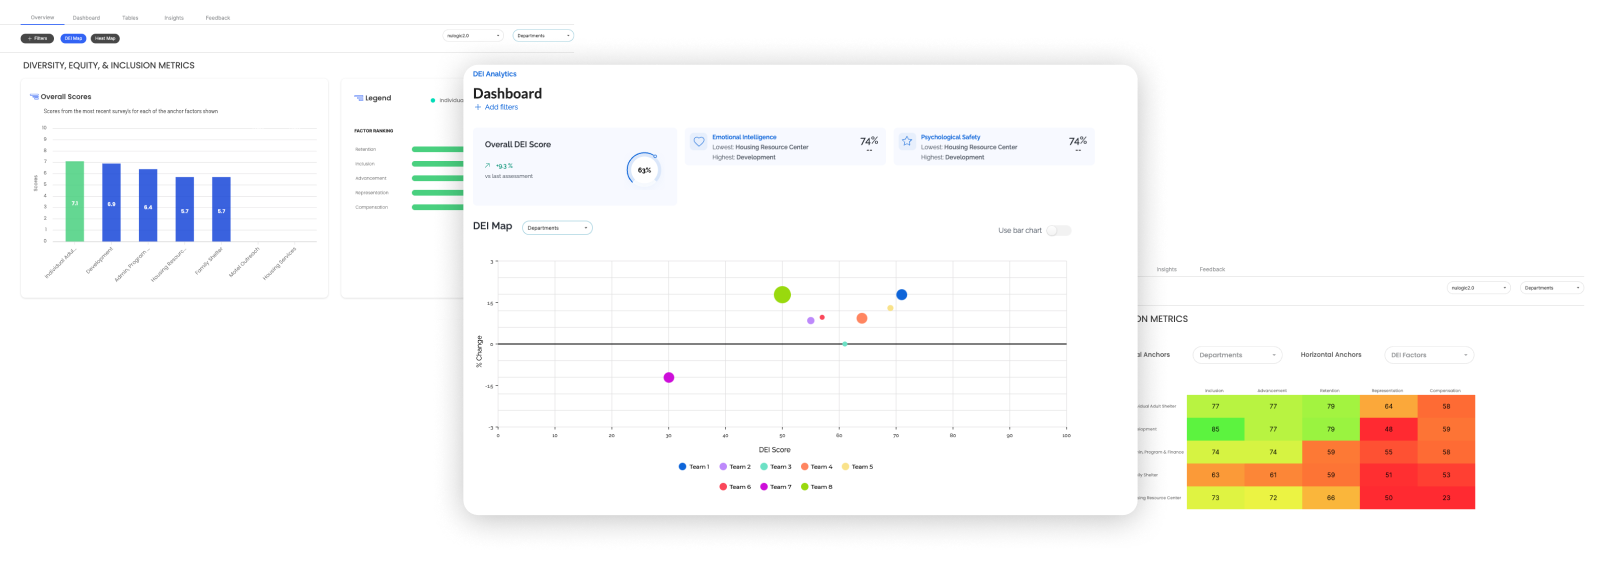 Overview Dashboard Tables Insights Feedback
+ Filters DEI Map Heat Map nalogic2.0 Departments
DIVERSITY, EQUITY, & INCLUSION METRICS
Overall Scores
Scores from the most recent surveys for each of the anchor factors shown
10
9
8
7
6
5
4
3
2
1
0
Scores
7.1 6.9 6.4 5.7 5.7
Individual Adul...
Development
Admin, Program ...
Housing Resourc...
Family Shelter
Motel Outreach
Housing Services
Legend
Individua
FACTOR RANKING
Retention
Inclusion
Advancement
Representation
Compensation
DEI Analytics
Dashboard
+ Add filters
Overall DEI Score
+9.3 %
vs last assessment
63%
Emotional Intelligence
Lowest: Housing Resource Center
Highest: Development
74%
--
Psychological Safety
Lowest: Housing Resource Center
Highest: Development
74%
--
DEI Map Departments Use bar chart
3
1.5
0
-1.5
-3
% Change
0 10 20 30 40 50 60 70 80 90 100
DEI Score
Team 1 Team 2 Team 3 Team 4 Team 5
Team 6 Team 7 Team 8
Insights Feedback
nalogic2.0 Departments
ON METRICS
al Anchors Departments Horizontal Anchors DEI Factors
Inclusion Advancement Retention Representation Compensation
vidual Adult Shelter 77 77 79 64 58
elopment 85 77 79 48 59
in, Program & Finance 74 74 59 55 58
ily Shelter 63 61 59 51 53
sing Resource Center 73 72 66 50 23